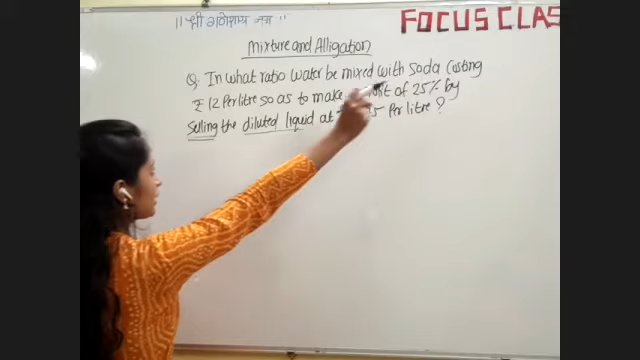 ।। श्री गणेशाय नमः ।।
FOCUS CLAS
Mixture and Alligation
Q. In what ratio water be mixed with Soda Costing
₹ 12 Per litre so as to make of 25% by
Selling the diluted liquid at Per litre ?